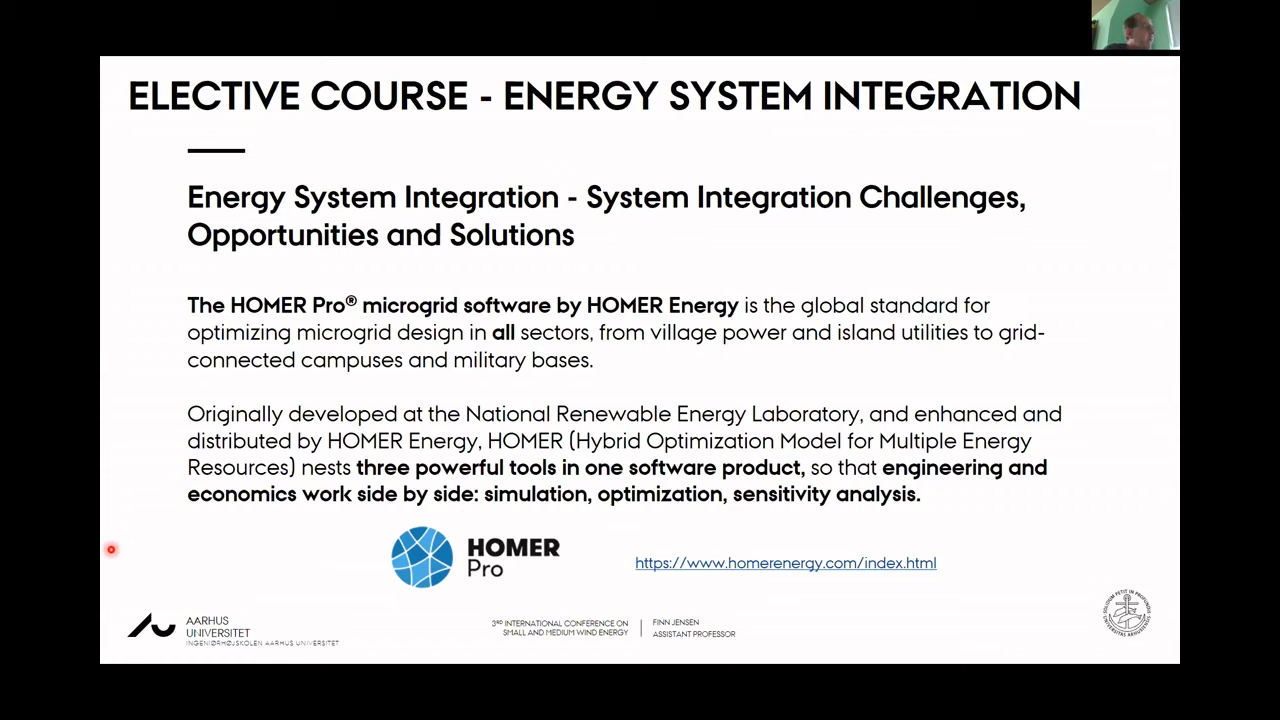 ELECTIVE COURSE - ENERGY SYSTEM INTEGRATION
Energy System Integration - System Integration Challenges,
Opportunities and Solutions
The HOMER Pro® microgrid software by HOMER Energy is the global standard for
optimizing microgrid design in all sectors, from village power and island utilities to grid-
connected campuses and military bases.
Originally developed at the National Renewable Energy Laboratory, and enhanced and
distributed by HOMER Energy, HOMER (Hybrid Optimization Model for Multiple Energy
Resources) nests three powerful tools in one software product, so that engineering and
economics work side by side: simulation, optimization, sensitivity analysis.
HOMER
Pro
https://www.homerenergy.com/index.html
AARHUS
UNIVERSITET
INGENIØRHØJSKOLEN AARHUS UNIVERSITET
3RD INTERNATIONAL CONFERENCE ON
SMALL AND MEDIUM WIND ENERGY
FINN JENSEN
ASSISTANT PROFESSOR